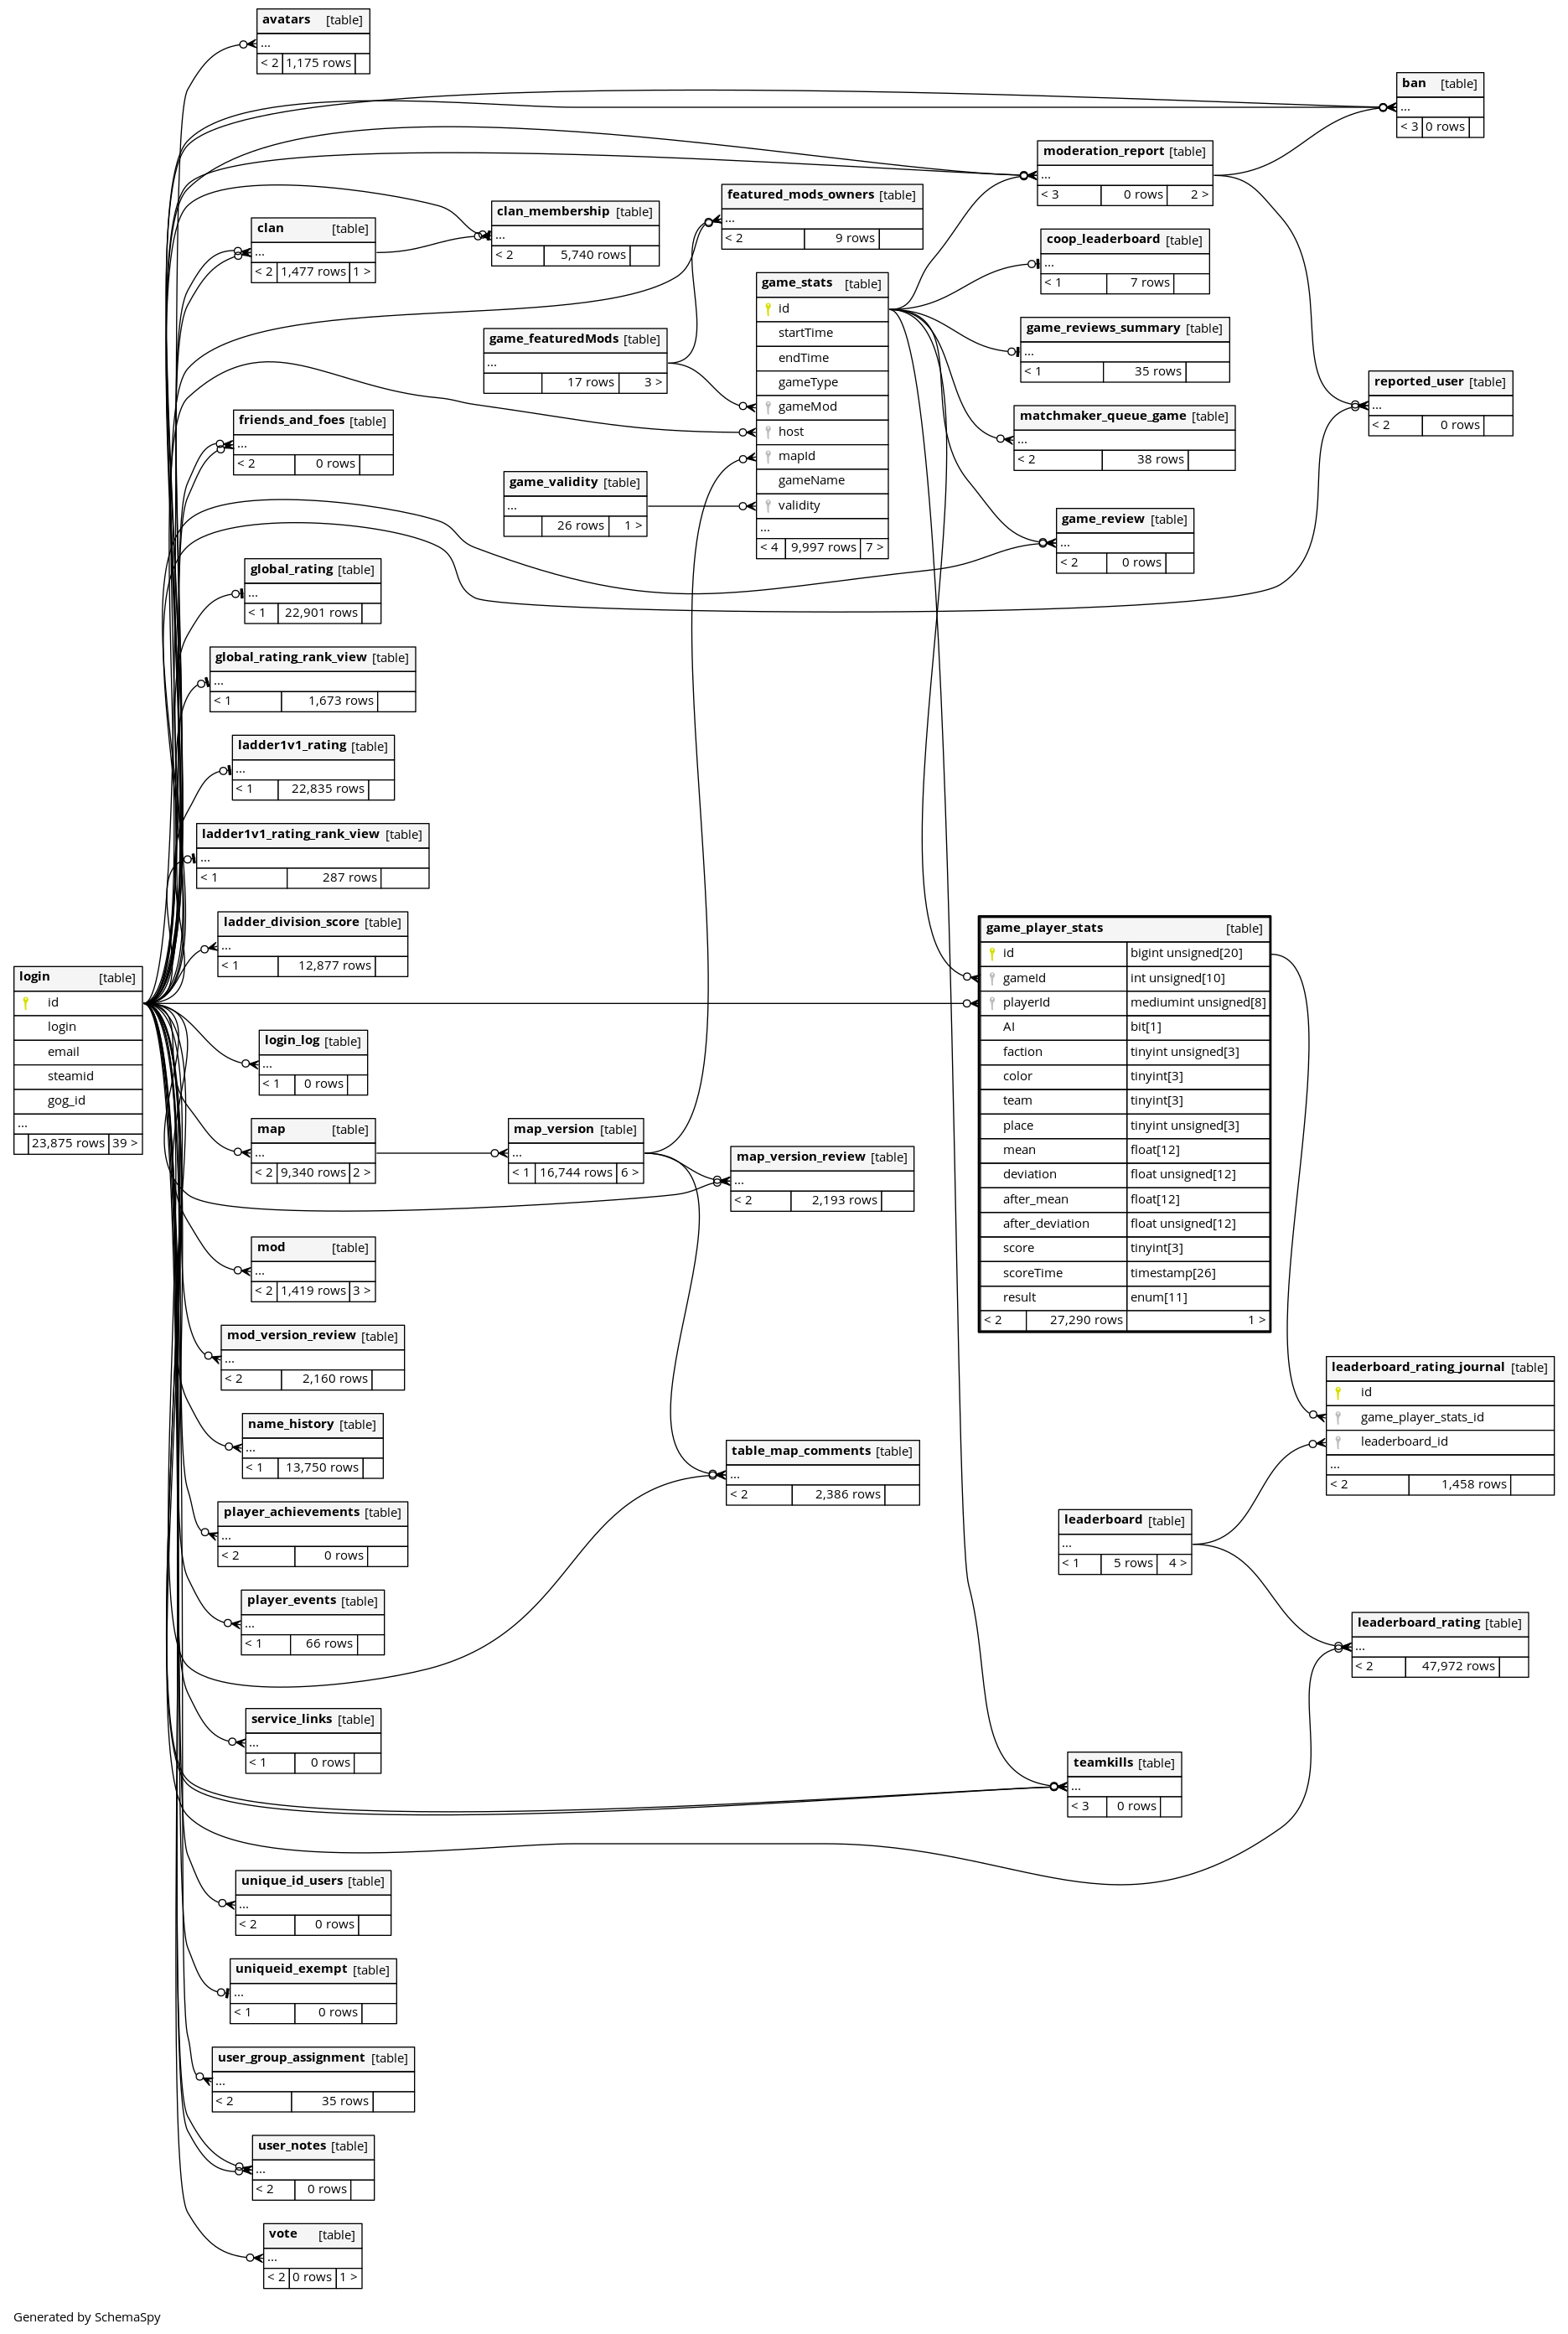 avatars [table]
...
< 2 1,175 rows
ban [table]
...
< 3 0 rows
moderation_report [table]
...
< 3 0 rows 2 >
featured_mods_owners [table]
...
< 2 9 rows
clan_membership [table]
...
< 2 5,740 rows
clan [table]
...
< 2 1,477 rows 1 >
coop_leaderboard [table]
...
< 1 7 rows
game_stats [table]
id
startTime
endTime
gameType
gameMod
host
mapId
gameName
validity
...
< 4 9,997 rows 7 >
game_reviews_summary [table]
...
< 1 35 rows
game_featuredMods [table]
...
17 rows 3 >
reported_user [table]
...
< 2 0 rows
matchmaker_queue_game [table]
...
< 2 38 rows
friends_and_foes [table]
...
< 2 0 rows
game_validity [table]
...
26 rows 1 >
game_review [table]
...
< 2 0 rows
global_rating [table]
...
< 1 22,901 rows
global_rating_rank_view [table]
...
< 1 1,673 rows
ladder1v1_rating [table]
...
< 1 22,835 rows
ladder1v1_rating_rank_view [table]
...
< 1 287 rows
ladder_division_score [table]
...
< 1 12,877 rows
game_player_stats [table]
id bigint unsigned[20]
gameId int unsigned[10]
playerId mediumint unsigned[8]
AI bit[1]
faction tinyint unsigned[3]
color tinyint[3]
team tinyint[3]
place tinyint unsigned[3]
mean float[12]
deviation float unsigned[12]
after_mean float[12]
after_deviation float unsigned[12]
score tinyint[3]
scoreTime timestamp[26]
result enum[11]
< 2 27,290 rows 1 >
login [table]
id
login
email
steamid
gog_id
...
23,875 rows 39 >
login_log [table]
...
< 1 0 rows
map [table]
...
< 2 9,340 rows 2 >
map_version [table]
...
< 1 16,744 rows 6 >
map_version_review [table]
...
< 2 2,193 rows
mod [table]
...
< 2 1,419 rows 3 >
mod_version_review [table]
...
< 2 2,160 rows
leaderboard_rating_journal [table]
id
game_player_stats_id
leaderboard_id
...
< 2 1,458 rows
name_history [table]
...
< 1 13,750 rows
table_map_comments [table]
...
< 2 2,386 rows
player_achievements [table]
...
< 2 0 rows
leaderboard [table]
...
< 1 5 rows 4 >
player_events [table]
...
< 1 66 rows
leaderboard_rating [table]
...
< 2 47,972 rows
service_links [table]
...
< 1 0 rows
teamkills [table]
...
< 3 0 rows
unique_id_users [table]
...
< 2 0 rows
uniqueid_exempt [table]
...
< 1 0 rows
user_group_assignment [table]
...
< 2 35 rows
user_notes [table]
...
< 2 0 rows
vote [table]
...
< 2 0 rows 1 >
Generated by SchemaSpy